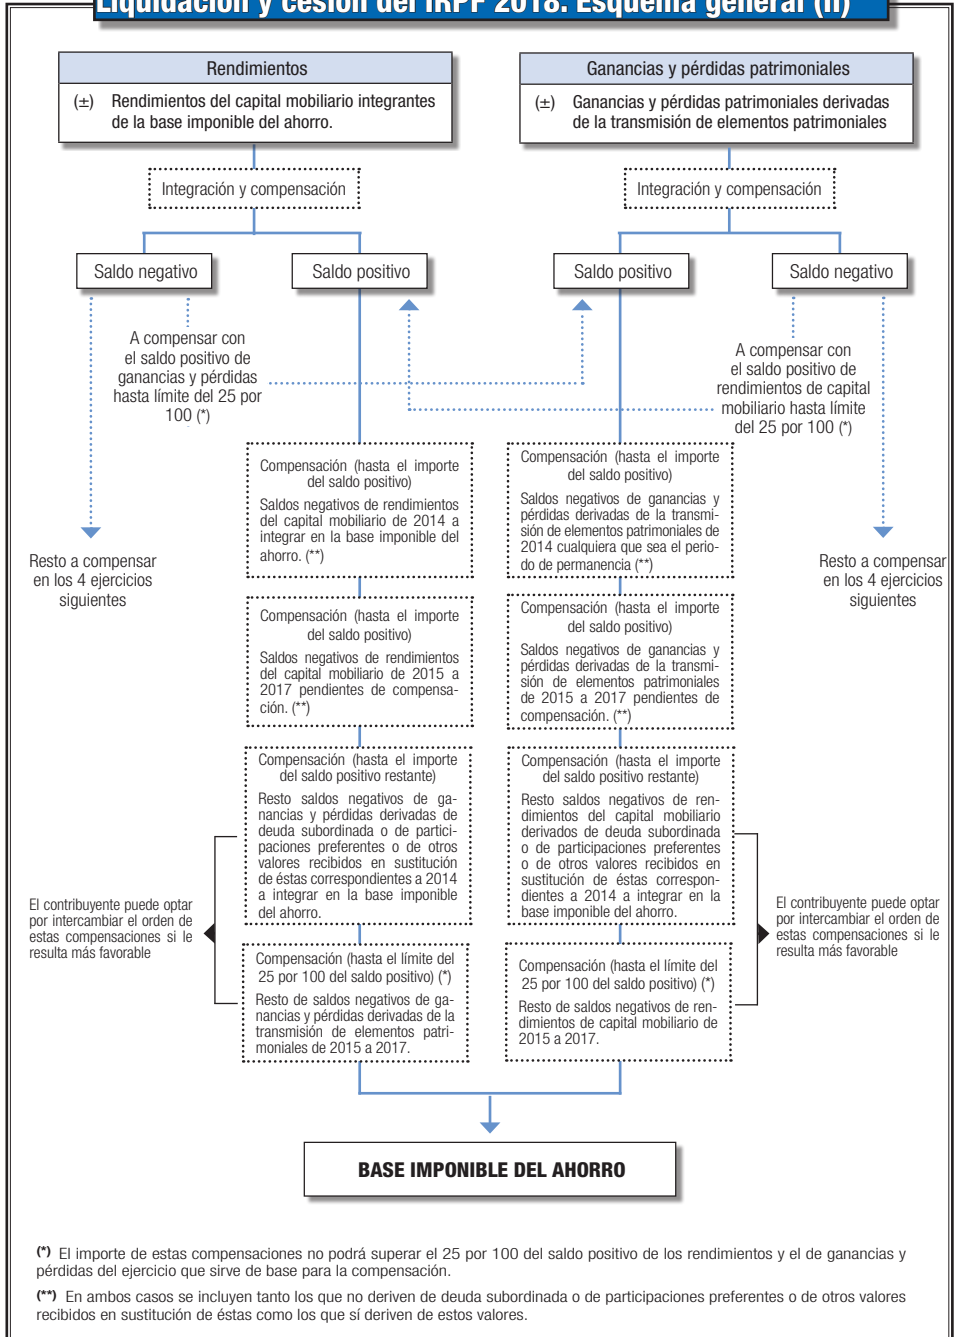 Liquidación y cesión del IRPF 2018. Esquema general (II)
Rendimientos
(±) Rendimientos del capital mobiliario integrantes
de la base imponible del ahorro.
Ganancias y pérdidas patrimoniales
(±) Ganancias y pérdidas patrimoniales derivadas
de la transmisión de elementos patrimoniales
Integración y compensación
Integración y compensación
Saldo negativo
Saldo positivo
Saldo positivo
Saldo negativo
A compensar con
el saldo positivo de
ganancias y pérdidas
hasta límite del 25 por
100 (*)
A compensar con
el saldo positivo de
rendimientos de capital
mobiliario hasta límite
del 25 por 100 (*)
Resto a compensar
en los 4 ejercicios
siguientes
Compensación (hasta el importe
del saldo positivo)
Saldos negativos de rendimientos
del capital mobiliario de 2014 a
integrar en la base imponible del
ahorro. (**)
Compensación (hasta el importe
del saldo positivo)
Saldos negativos de ganancias y
pérdidas derivadas de la transmi-
sión de elementos patrimoniales de
2014 cualquiera que sea el perio-
do de permanencia (**)
Resto a compensar
en los 4 ejercicios
siguientes
Compensación (hasta el importe
del saldo positivo)
Saldos negativos de rendimientos
del capital mobiliario de 2015 a
2017 pendientes de compensa-
ción. (**)
Compensación (hasta el importe
del saldo positivo)
Saldos negativos de ganancias y
pérdidas derivadas de la transmi-
sión de elementos patrimoniales
de 2015 a 2017 pendientes de
compensación. (**)
Compensación (hasta el importe
del saldo positivo restante)
Resto saldos negativos de ga-
nancias y pérdidas derivadas de
deuda subordinada o de partici-
paciones preferentes o de otros
valores recibidos en sustitución
de éstas correspondientes a 2014
a integrar en la base imponible
del ahorro.
Compensación (hasta el importe
del saldo positivo restante)
Resto saldos negativos de ren-
dimientos del capital mobiliario
derivados de deuda subordinada
o de participaciones preferentes
o de otros valores recibidos en
sustitución de éstas correspon-
dientes a 2014 a integrar en la
base imponible del ahorro.
El contribuyente puede optar
por intercambiar el orden de
estas compensaciones si le
resulta más favorable
El contribuyente puede optar
por intercambiar el orden de
estas compensaciones si le
resulta más favorable
Compensación (hasta el límite del
25 por 100 del saldo positivo) (*)
Resto de saldos negativos de ga-
nancias y pérdidas derivadas de la
transmisión de elementos patri-
moniales de 2015 a 2017.
Compensación (hasta el límite del
25 por 100 del saldo positivo) (*)
Resto de saldos negativos de ren-
dimientos de capital mobiliario de
2015 a 2017.
BASE IMPONIBLE DEL AHORRO
(*) El importe de estas compensaciones no podrá superar el 25 por 100 del saldo positivo de los rendimientos y el de ganancias y
pérdidas del ejercicio que sirve de base para la compensación.
(**) En ambos casos se incluyen tanto los que no deriven de deuda subordinada o de participaciones preferentes o de otros valores
recibidos en sustitución de éstas como los que sí deriven de estos valores.